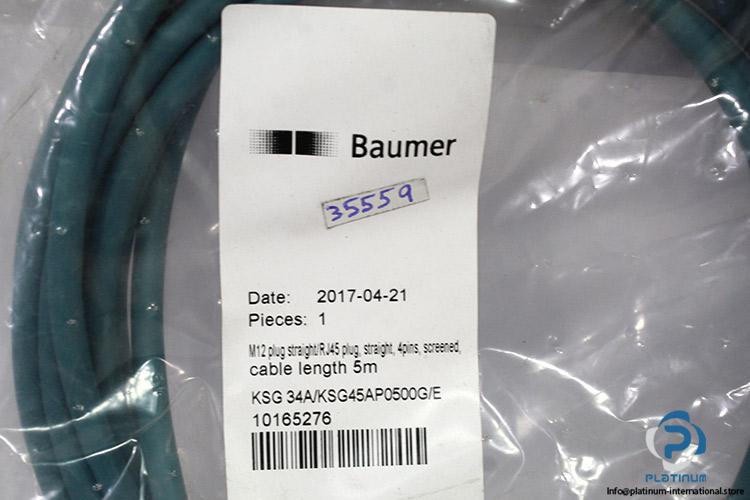 Baumer
35559
Date: 2017-04-21
Pieces: 1
M12 plug straight/RJ45 plug, straight, 4pins, screened,
cable length 5m
KSG 34A/KSG45AP0500G/E
10165276
PLATINUM
Info@platinum-international.store